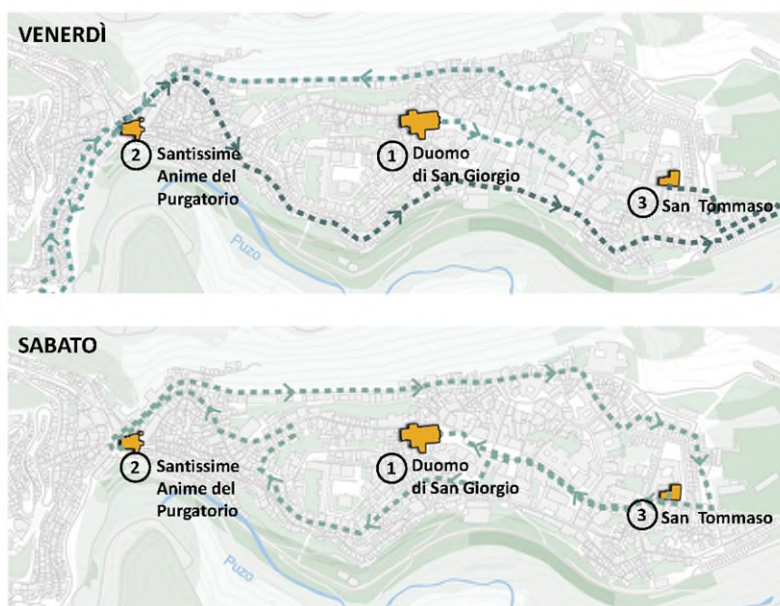 VENERDÌ
2 Santissime
Anime del
Purgatorio
1 Duomo
di San Giorgio
3 San Tommaso
Puzo
SABATO
2 Santissime
Anime del
Purgatorio
1 Duomo
di San Giorgio
3 San Tommaso
Puzo